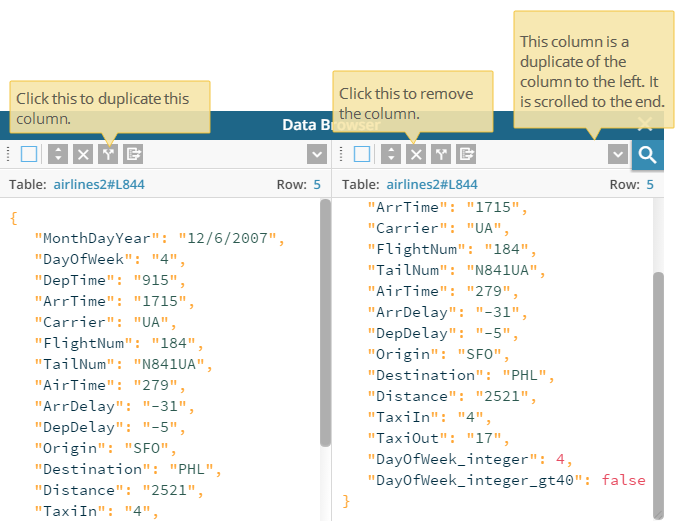 Click this to duplicate this
column.
Click this to remove
the column.
This column is a
duplicate of the
column to the left. It
is scrolled to the end.
Data Browser
Table: airlines2#L844
Row: 5
{
"MonthDayYear": "12/6/2007",
"DayOfWeek": "4",
"DepTime": "915",
"ArrTime": "1715",
"Carrier": "UA",
"FlightNum": "184",
"TailNum": "N841UA",
"AirTime": "279",
"ArrDelay": "-31",
"DepDelay": "-5",
"Origin": "SFO",
"Destination": "PHL",
"Distance": "2521",
"TaxiIn": "4",
Table: airlines2#L844
Row: 5
"ArrTime": "1715",
"Carrier": "UA",
"FlightNum": "184",
"TailNum": "N841UA",
"AirTime": "279",
"ArrDelay": "-31",
"DepDelay": "-5",
"Origin": "SFO",
"Destination": "PHL",
"Distance": "2521",
"TaxiIn": "4",
"TaxiOut": "17",
"DayOfWeek_integer": 4,
"DayOfWeek_integer_gt40": false
}